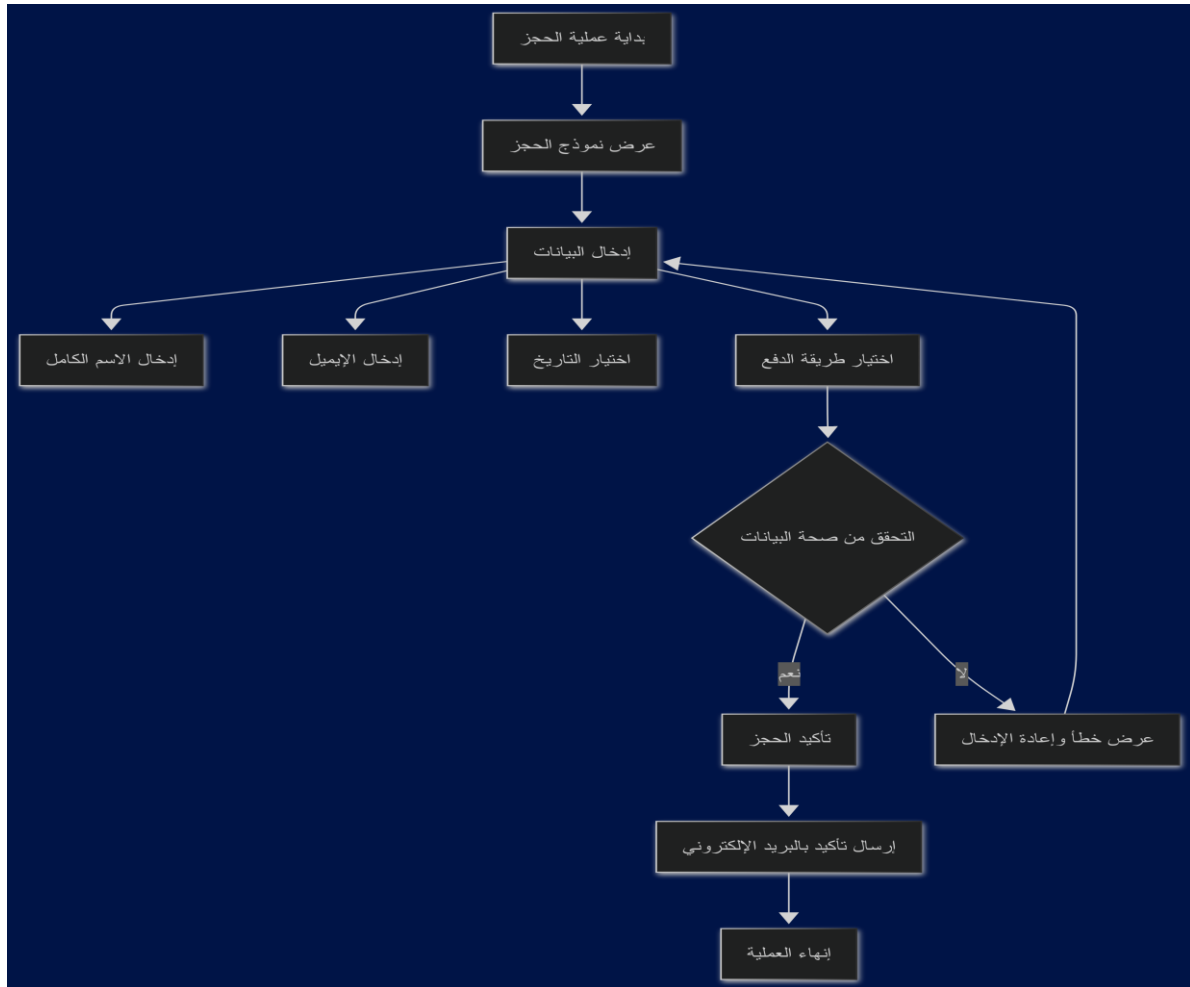 بداية عملية الحجز
عرض نموذج الحجز
إدخال البيانات
إدخال الاسم الكامل
إدخال الإيميل
اختيار التاريخ
اختيار طريقة الدفع
التحقق من صحة البيانات
نعم
لا
تأكيد الحجز
عرض خطأ وإعادة الإدخال
إرسال تأكيد بالبريد الإلكتروني
إنهاء العملية